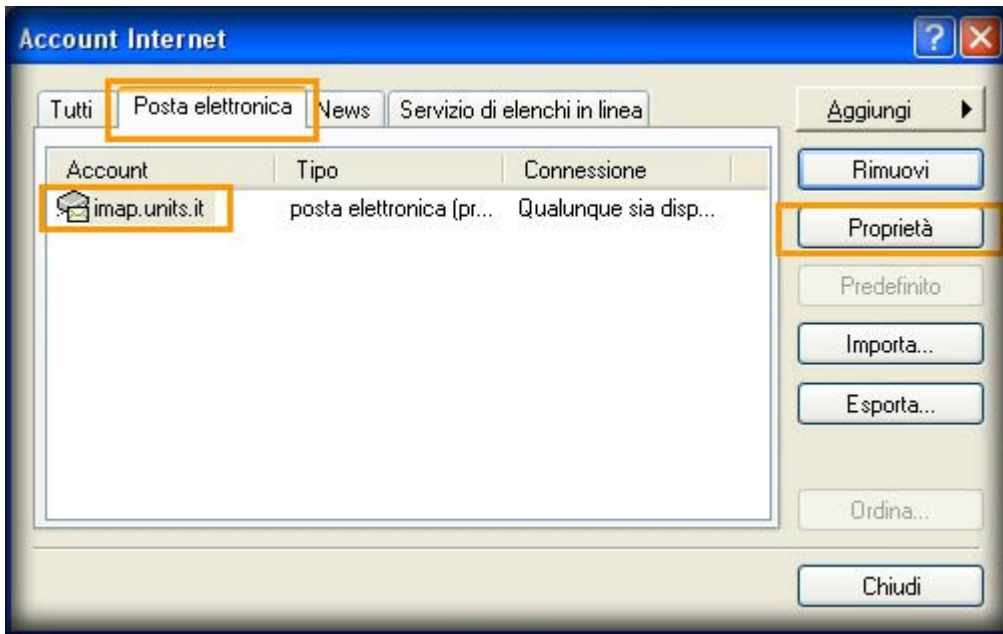 Account Internet
Tutti Posta elettronica News Servizio di elenchi in linea
Aggiungi
Account Tipo Connessione
Rimuovi
imap.units.it posta elettronica (pr... Qualunque sia disp...
Proprietà
Predefinito
Importa...
Esporta...
Ordina...
Chiudi